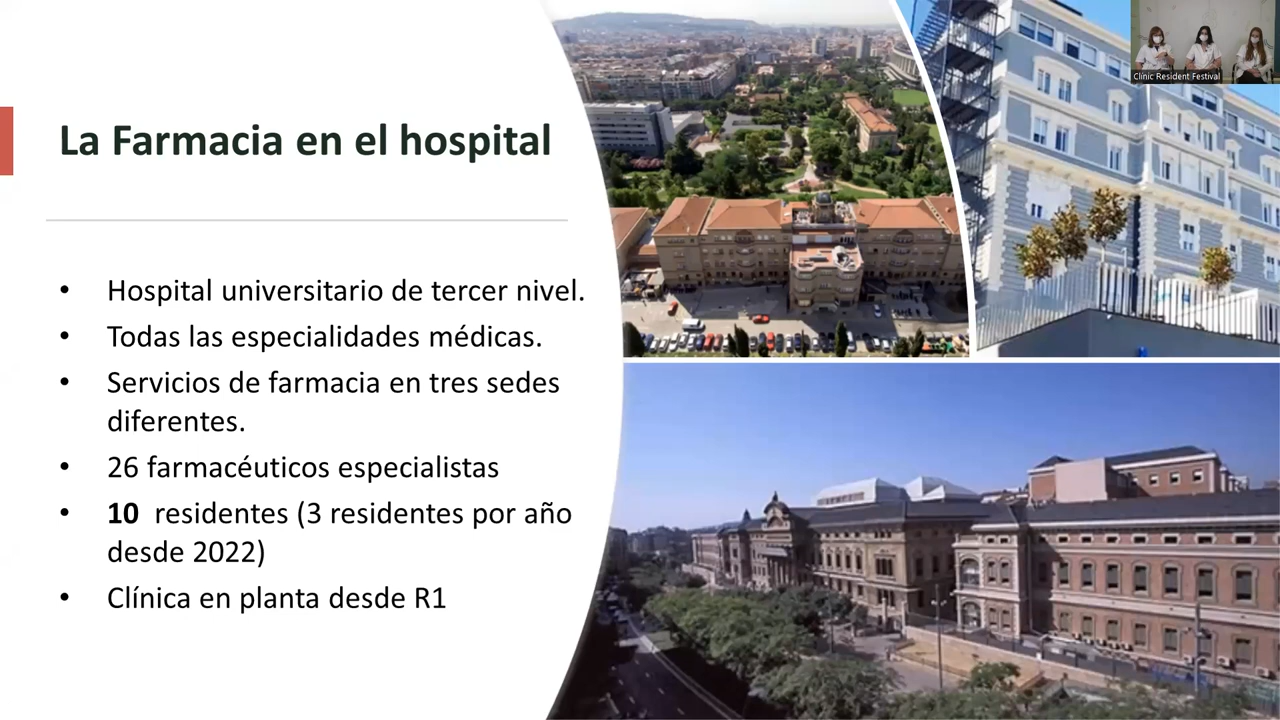 La Farmacia en el hospital
• Hospital universitario de tercer nivel.
• Todas las especialidades médicas.
• Servicios de farmacia en tres sedes
diferentes.
• 26 farmacéuticos especialistas
• 10 residentes (3 residentes por año
desde 2022)
• Clínica en planta desde R1
Clínic Resident Festival